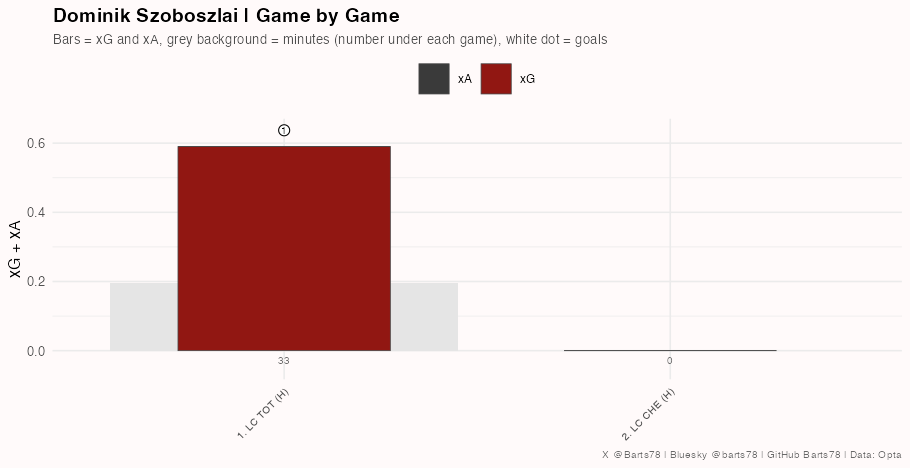 Dominik Szoboszlai | Game by Game
Bars = xG and xA, grey background = minutes (number under each game), white dot = goals
xA xG
1
0.6
0.4
0.2
0.0
xG + xA
33 0
1. LC TOT (H) 2. LC CHE (H)
X @Barts78 | Bluesky @barts78 | GitHub Barts78 | Data: Opta